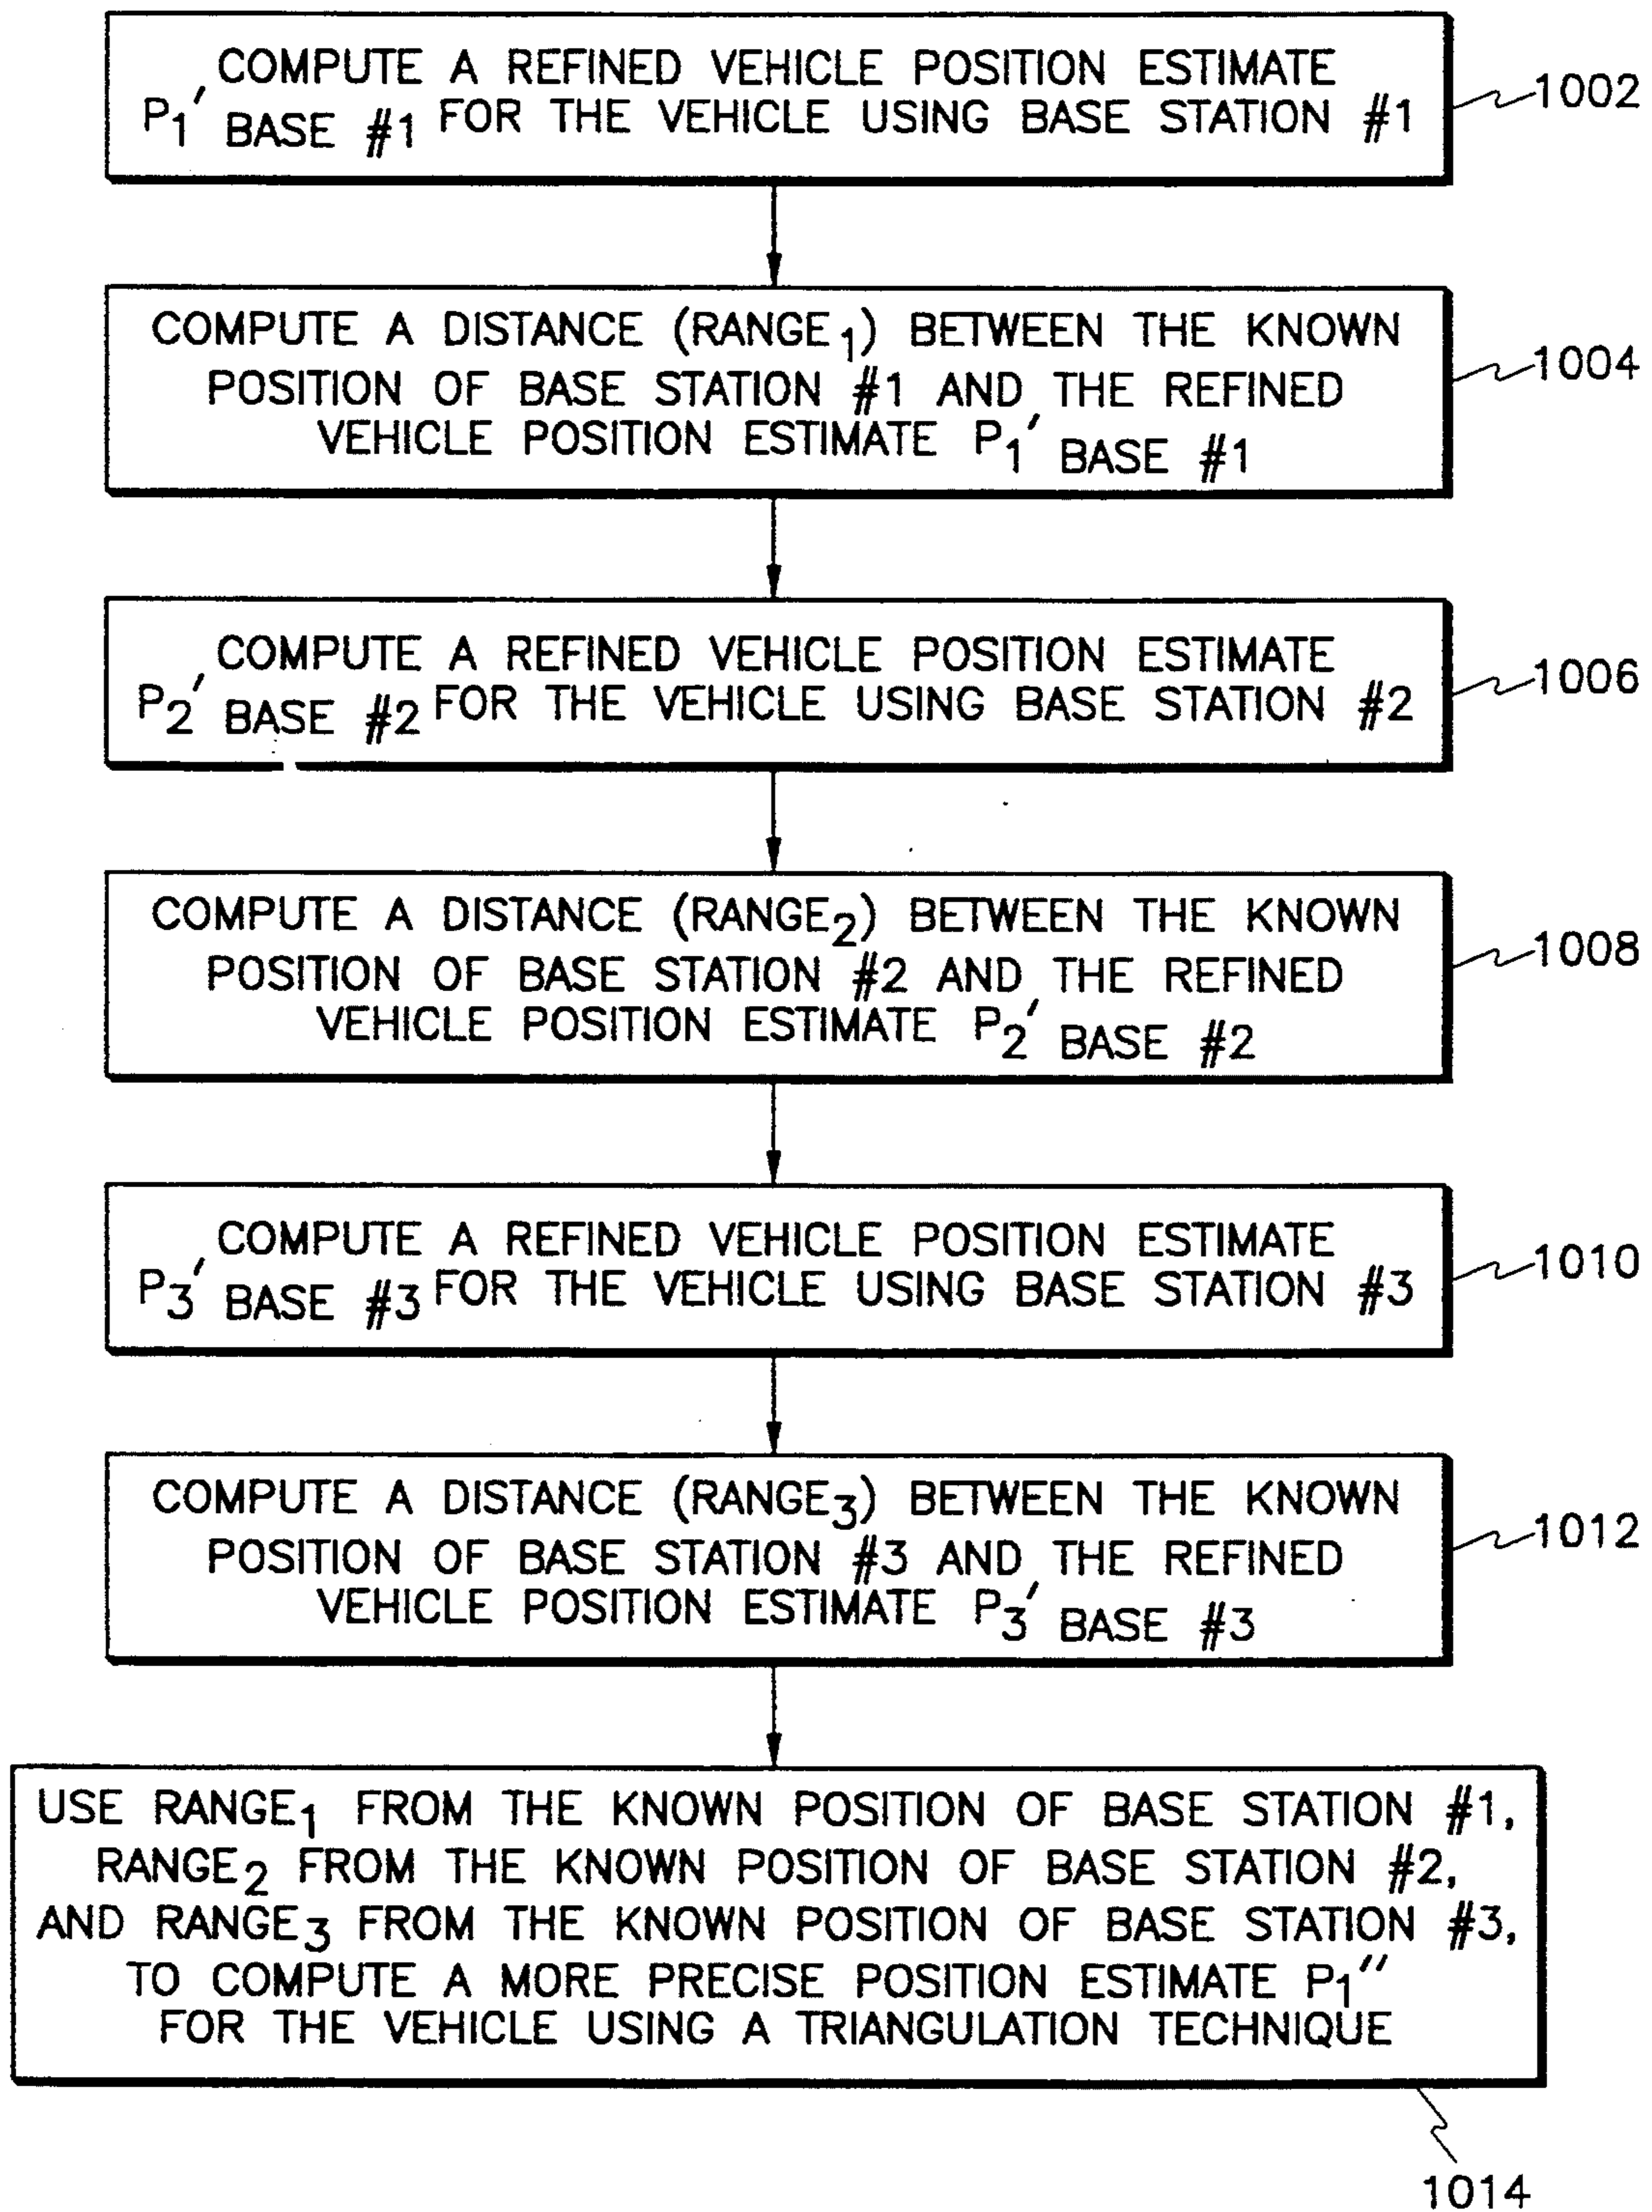 COMPUTE A REFINED VEHICLE POSITION ESTIMATE
P₁′ BASE #1 FOR THE VEHICLE USING BASE STATION #1
1002
COMPUTE A DISTANCE (RANGE₁) BETWEEN THE KNOWN
POSITION OF BASE STATION #1 AND THE REFINED
VEHICLE POSITION ESTIMATE P₁′ BASE #1
1004
COMPUTE A REFINED VEHICLE POSITION ESTIMATE
P₂′ BASE #2 FOR THE VEHICLE USING BASE STATION #2
1006
COMPUTE A DISTANCE (RANGE₂) BETWEEN THE KNOWN
POSITION OF BASE STATION #2 AND THE REFINED
VEHICLE POSITION ESTIMATE P₂′ BASE #2
1008
COMPUTE A REFINED VEHICLE POSITION ESTIMATE
P₃′ BASE #3 FOR THE VEHICLE USING BASE STATION #3
1010
COMPUTE A DISTANCE (RANGE₃) BETWEEN THE KNOWN
POSITION OF BASE STATION #3 AND THE REFINED
VEHICLE POSITION ESTIMATE P₃′ BASE #3
1012
USE RANGE₁ FROM THE KNOWN POSITION OF BASE STATION #1,
RANGE₂ FROM THE KNOWN POSITION OF BASE STATION #2,
AND RANGE₃ FROM THE KNOWN POSITION OF BASE STATION #3,
TO COMPUTE A MORE PRECISE POSITION ESTIMATE P₁″
FOR THE VEHICLE USING A TRIANGULATION TECHNIQUE
1014